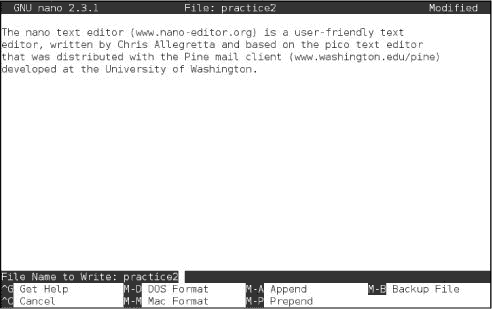 GNU nano 2.3.1 File: practice2 Modified
The nano text editor (www.nano-editor.org) is a user-friendly text
editor, written by Chris Allegretta and based on the pico text editor
that was distributed with the Pine mail client (www.washington.edu/pine)
developed at the University of Washington.
File Name to Write: practice2
^G Get Help M-D DOS Format M-A Append M-B Backup File
^C Cancel M-M Mac Format M-P Prepend